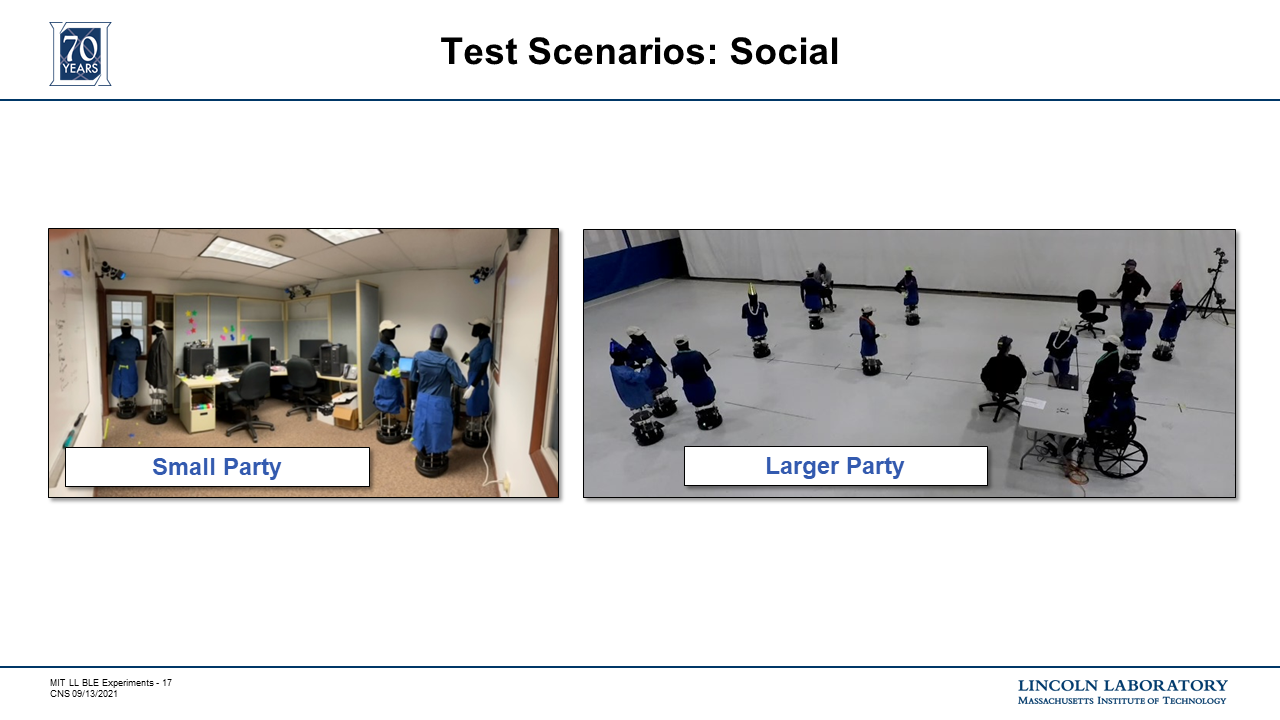 70
YEARS
Test Scenarios: Social
Small Party
Larger Party
MIT LL BLE Experiments - 17
CNS 09/13/2021
LINCOLN LABORATORY
MASSACHUSETTS INSTITUTE OF TECHNOLOGY